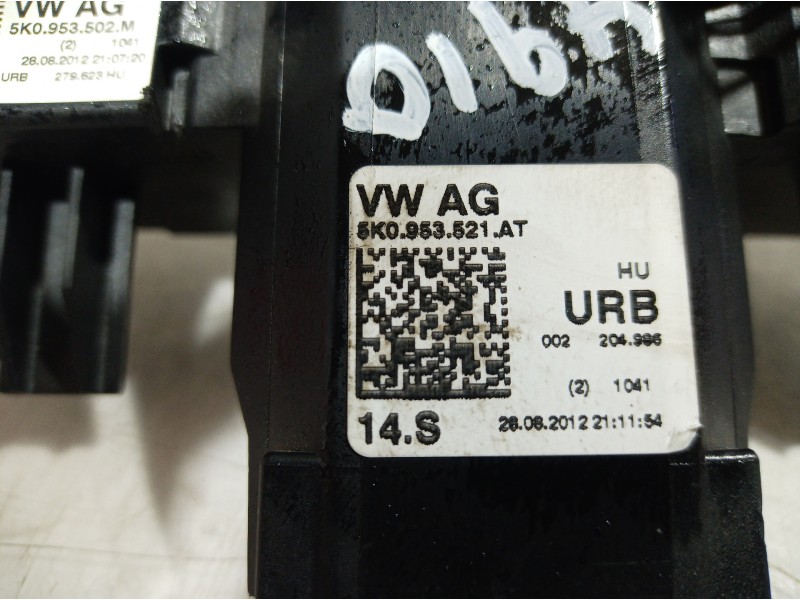 VW AG
5K0.953.502.M
(2) 1041
28.08.2012 21:07:20
URB 279.623 HU
VW AG
5K0.953.521.AT
HU
URB
002 204.996
(2) 1041
14.S
28.08.2012 21:11:54